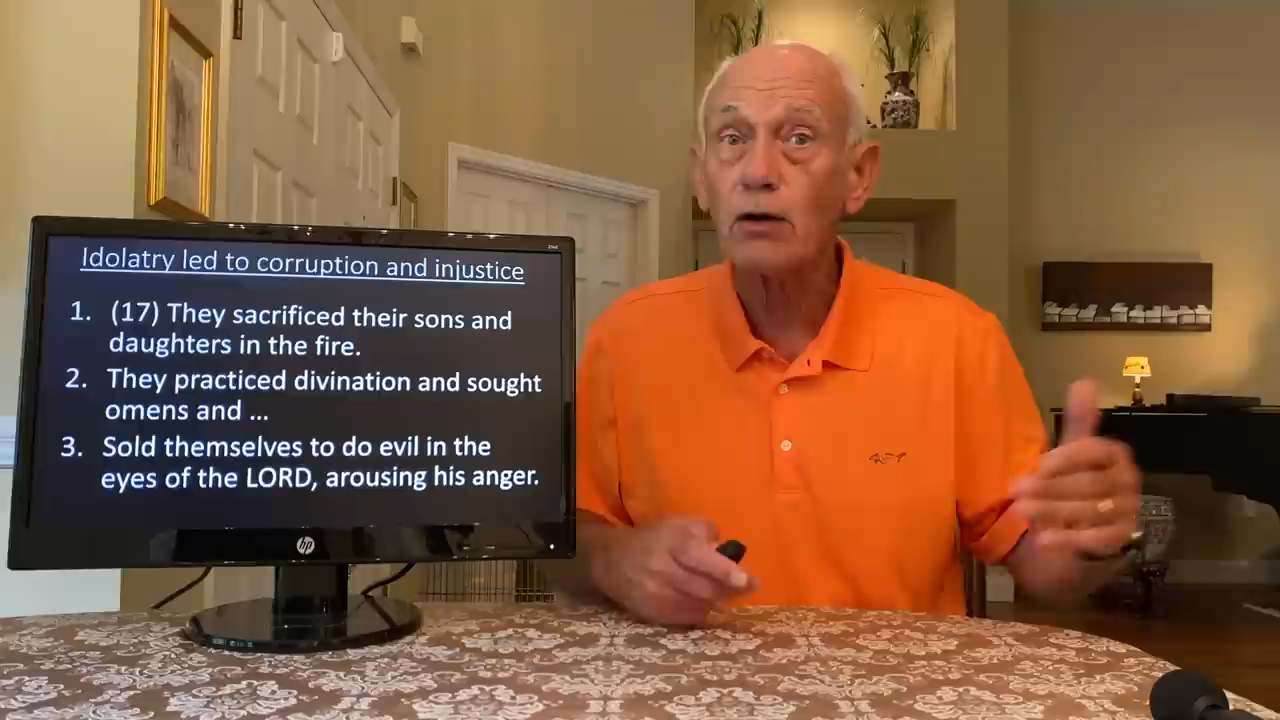 Idolatry led to corruption and injustice
1. (17) They sacrificed their sons and
daughters in the fire.
2. They practiced divination and sought
omens and ...
3. Sold themselves to do evil in the
eyes of the LORD, arousing his anger.
hp